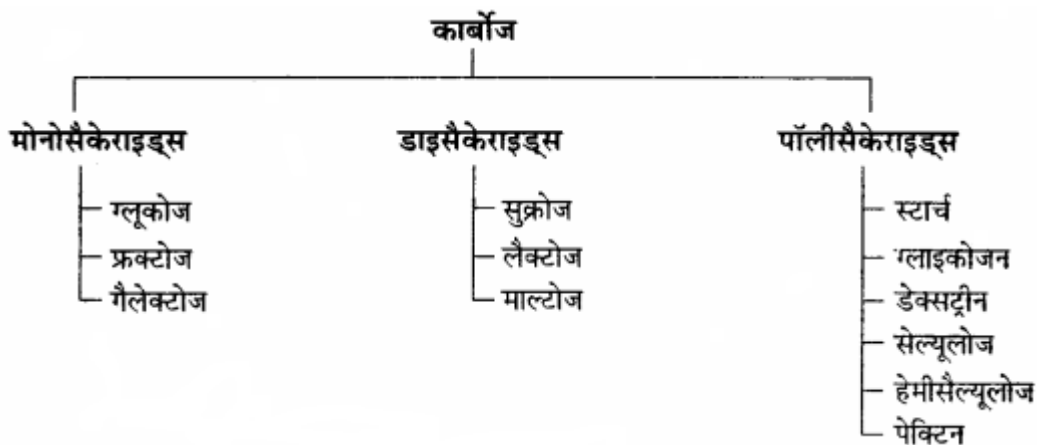 कार्बोज
मोनोसैकेराइड्स डाइसैकेराइड्स पॉलीसैकेराइड्स
ग्लूकोज सुक्रोज स्टार्च
फ्रक्टोज लैक्टोज ग्लाइकोजन
गैलेक्टोज माल्टोज डेक्सट्रीन
सेल्यूलोज
हेमीसैल्यूलोज
पेक्टिन